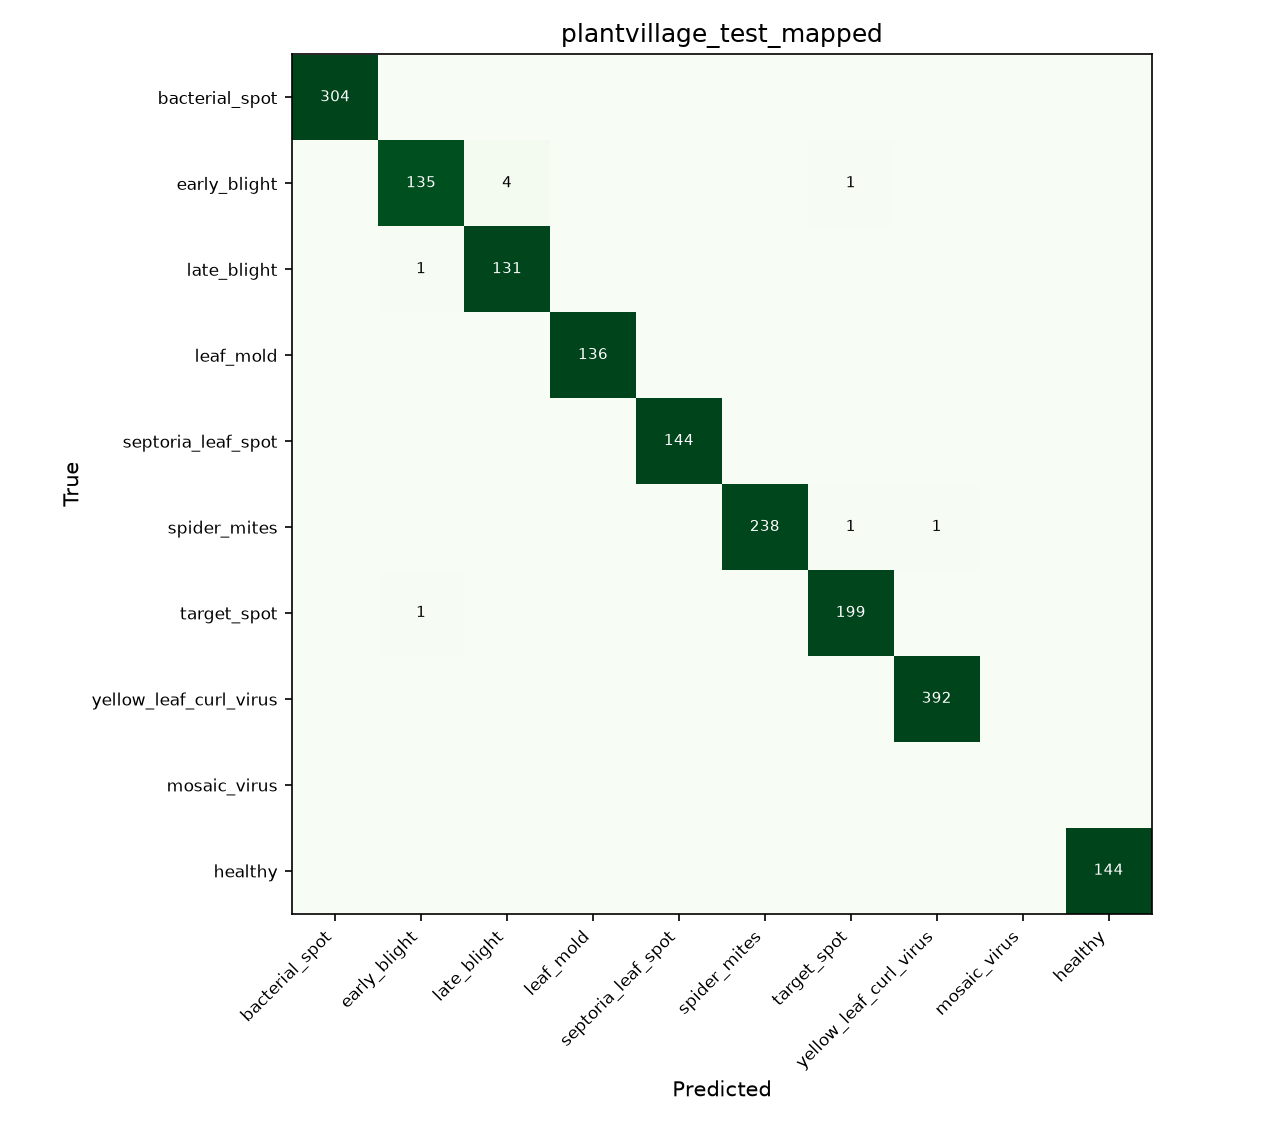 plantvillage_test_mapped
bacterial_spot 304
early_blight 135 4 1
late_blight 1 131
leaf_mold 136
septoria_leaf_spot 144
True
spider_mites 238 1 1
target_spot 1 199
yellow_leaf_curl_virus 392
mosaic_virus
healthy 144
bacterial_spot early_blight late_blight leaf_mold septoria_leaf_spot spider_mites target_spot yellow_leaf_curl_virus mosaic_virus healthy
Predicted